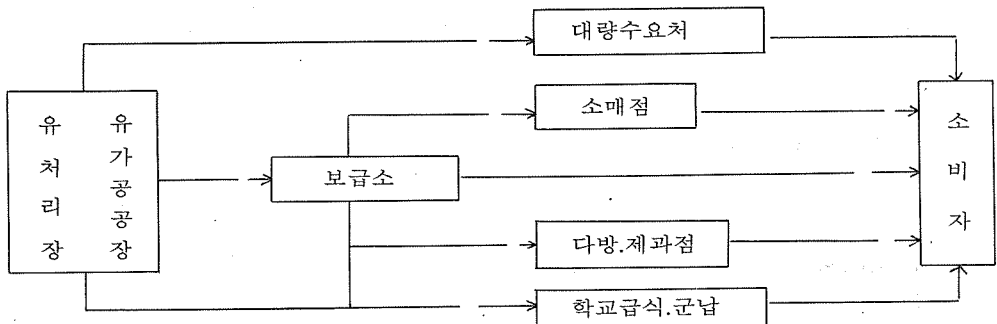 대량수요처
소매점
유처리장
유가공공장
보급소
소비자
다방.제과점
학교급식.군납